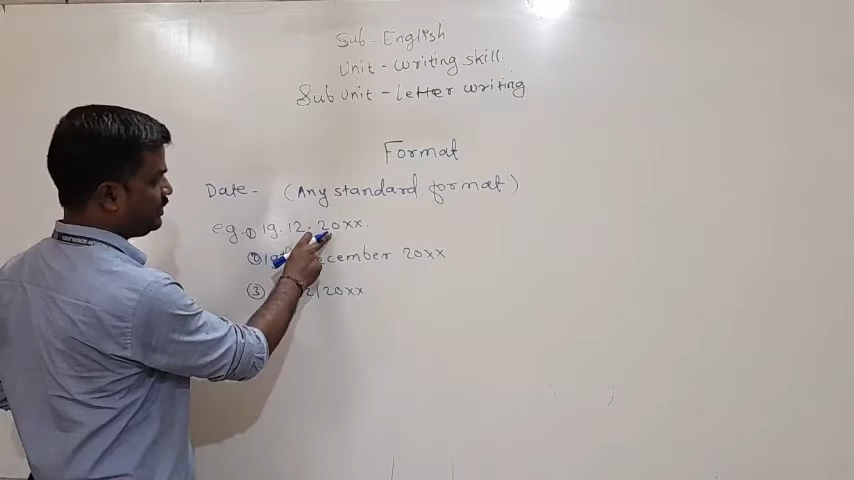 Sub - English
Unit - Writing skill.
Sub Unit - Letter writing
Format
Date - (Any standard format)
eg. ① 19.12.20xx.
② ecember 20xx
③ 2/20xx